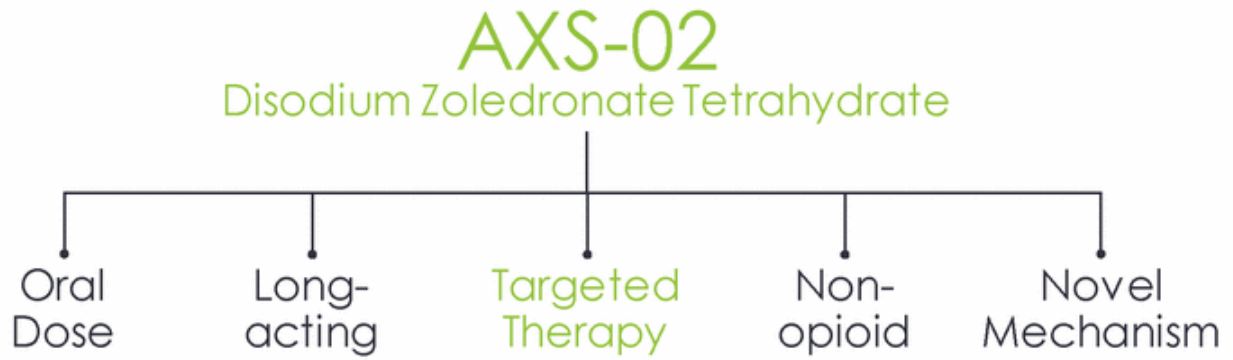 AXS-02
Disodium Zoledronate Tetrahydrate
Oral
Dose
Long-
acting
Targeted
Therapy
Non-
opioid
Novel
Mechanism